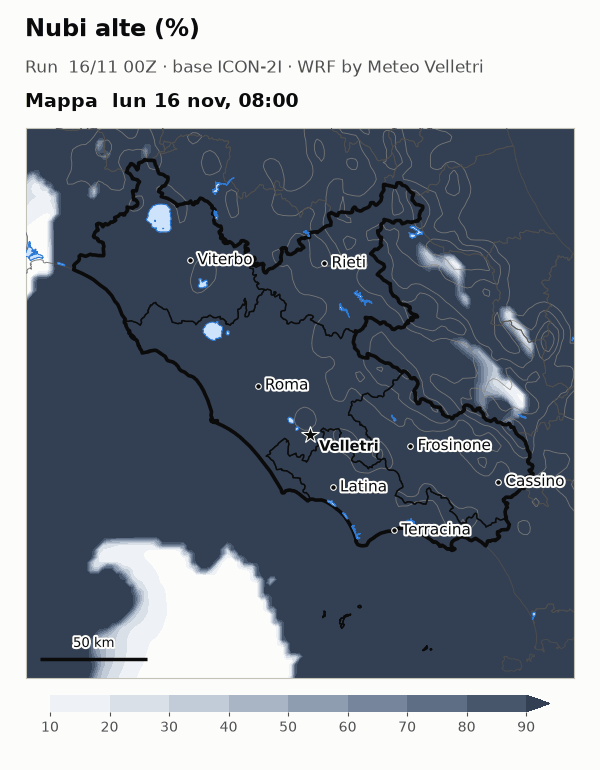 Nubi alte (%)
Run  16/11 00Z · base ICON-2I · WRF by Meteo Velletri
Mappa  lun 16 nov, 08:00
Viterbo
Rieti
Roma
Velletri
Frosinone
Latina
Cassino
Terracina
50 km
10 20 30 40 50 60 70 80 90